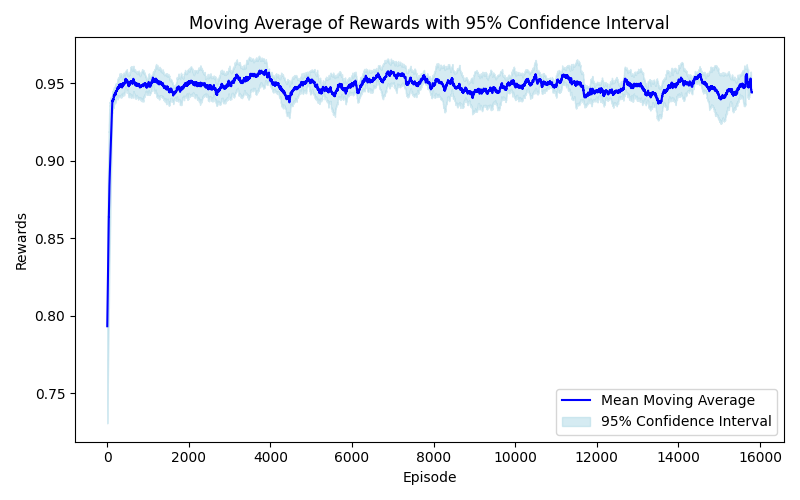 Moving Average of Rewards with 95% Confidence Interval
Rewards
0.95
0.90
0.85
0.80
0.75
Mean Moving Average
95% Confidence Interval
0 2000 4000 6000 8000 10000 12000 14000 16000
Episode